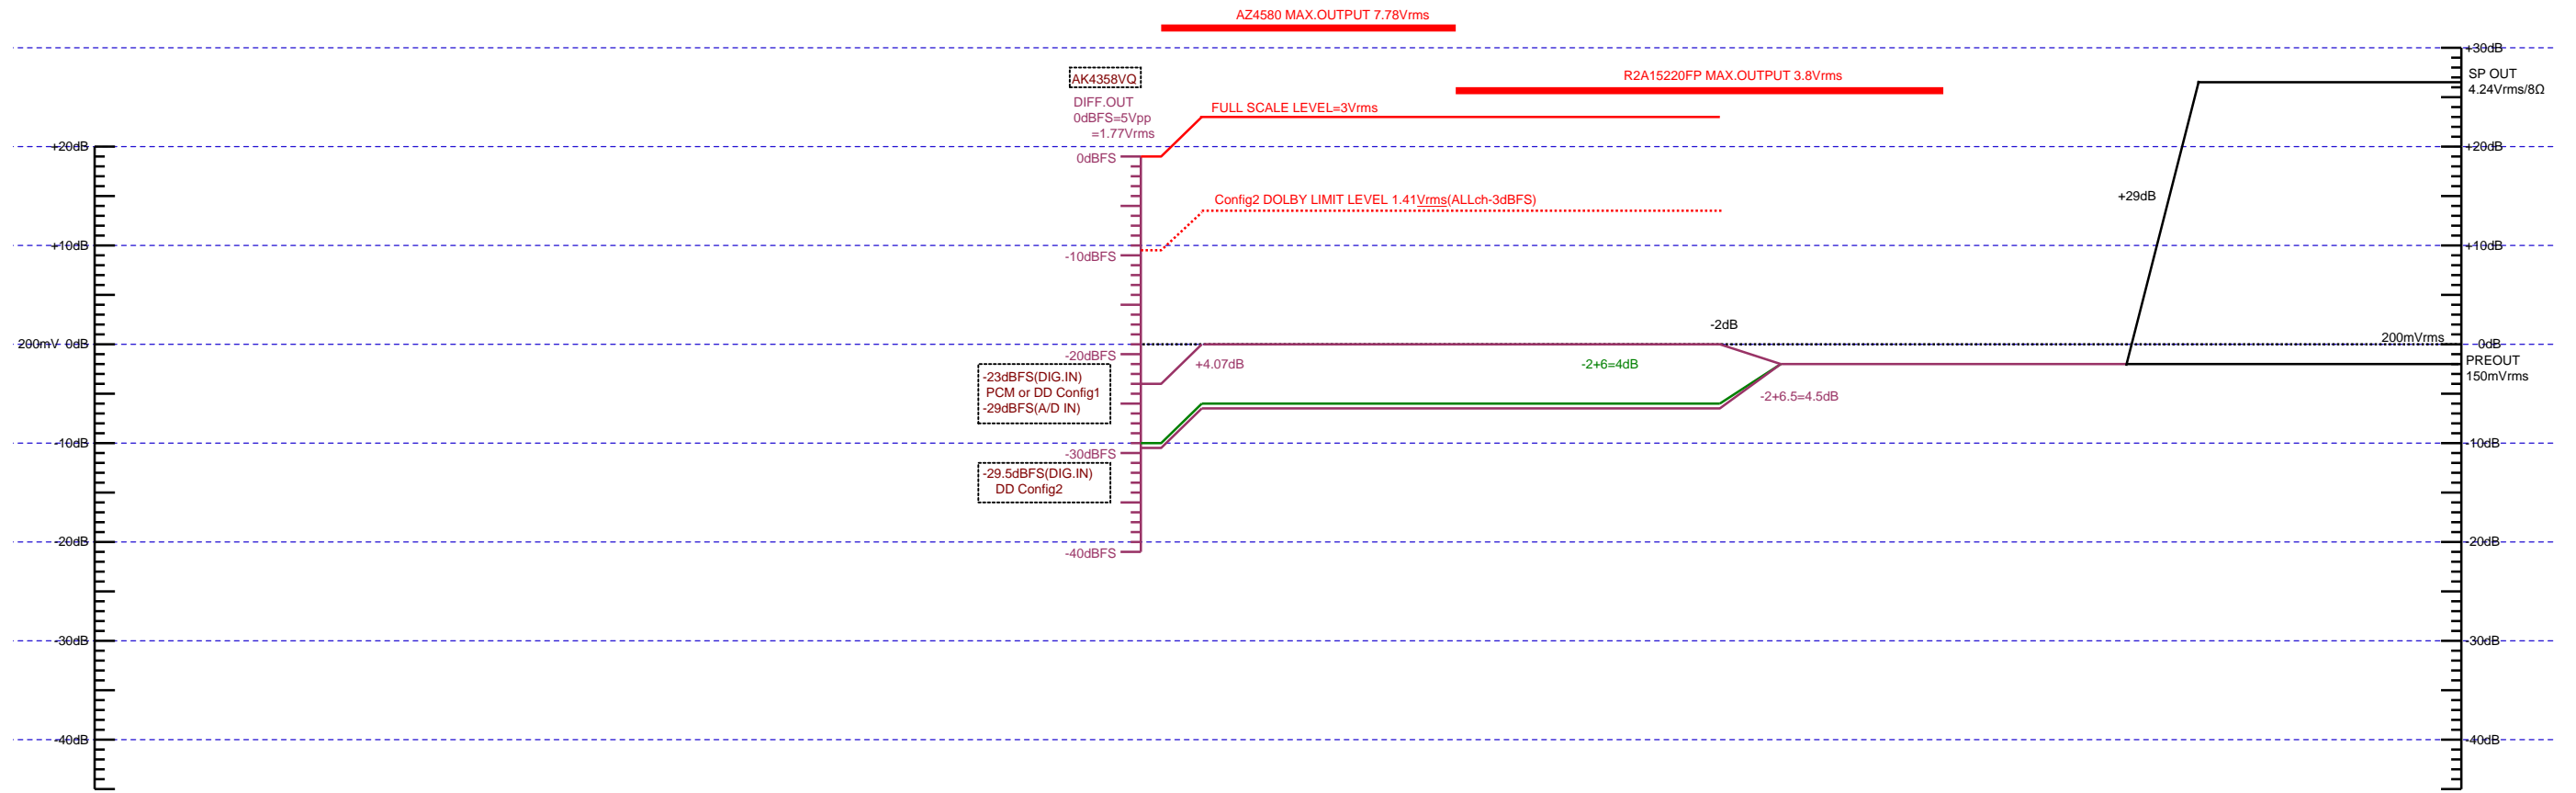 AZ4580 MAX.OUTPUT 7.78Vrms
+30dB
R2A15220FP MAX.OUTPUT 3.8Vrms
SP OUT
4.24Vrms/8Ω
AK4358VQ
DIFF.OUT
0dBFS=5Vpp
=1.77Vrms
FULL SCALE LEVEL=3Vrms
+20dB
0dBFS
+20dB
Config2 DOLBY LIMIT LEVEL 1.41Vrms(ALLch-3dBFS)
+29dB
+10dB
-10dBFS
+10dB
-2dB
200mV 0dB
-20dBFS
200mVrms
0dB
+4.07dB
-2+6=4dB
PREOUT
150mVrms
-23dBFS(DIG.IN)
PCM or DD Config1
-29dBFS(A/D IN)
-2+6.5=4.5dB
-10dB
-30dBFS
-10dB
-29.5dBFS(DIG.IN)
DD Config2
-20dB
-40dBFS
-20dB
-30dB
-30dB
-40dB
-40dB